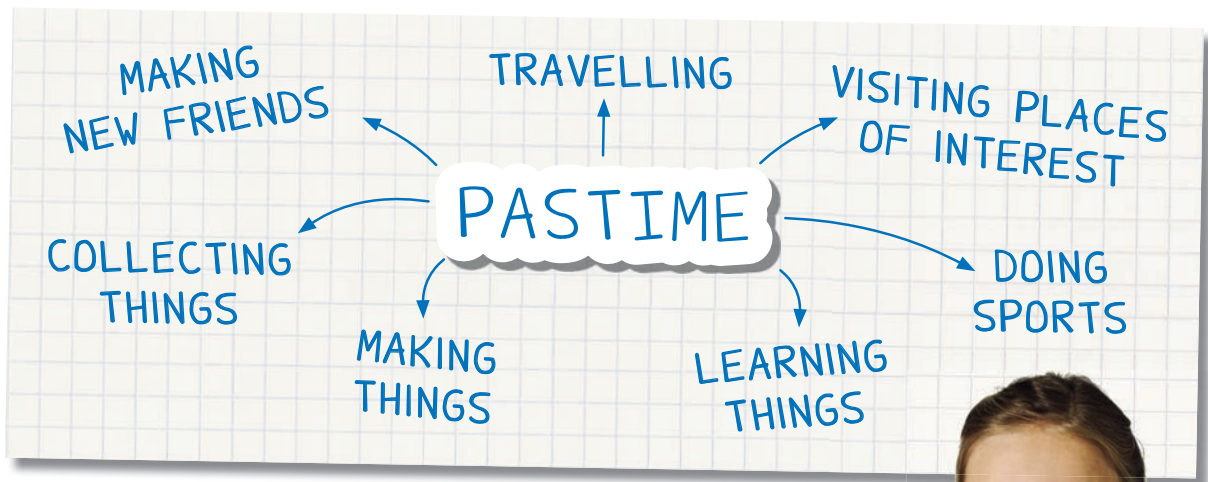 MAKING
NEW FRIENDS
TRAVELLING
VISITING PLACES
OF INTEREST
PASTIME
COLLECTING
THINGS
DOING
SPORTS
MAKING
THINGS
LEARNING
THINGS